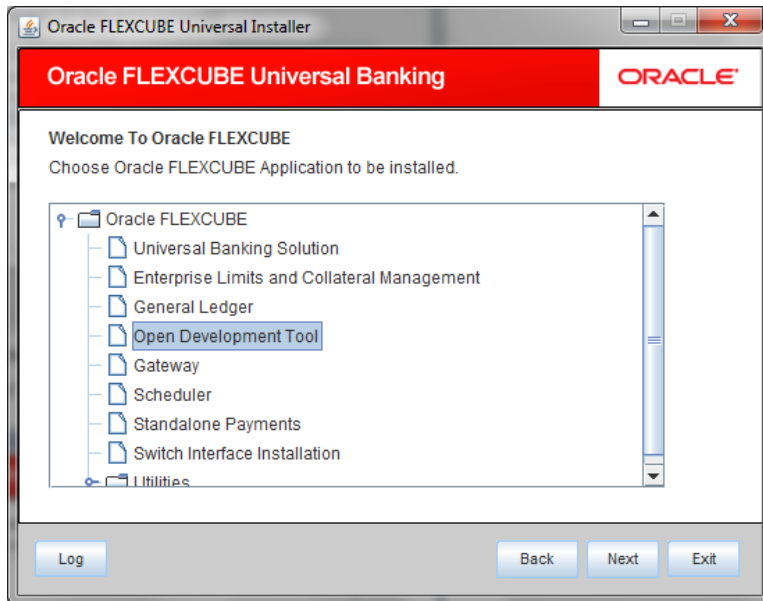 Oracle FLEXCUBE Universal Installer
Oracle FLEXCUBE Universal Banking
ORACLE
Welcome To Oracle FLEXCUBE
Choose Oracle FLEXCUBE Application to be installed.
Oracle FLEXCUBE
Universal Banking Solution
Enterprise Limits and Collateral Management
General Ledger
Open Development Tool
Gateway
Scheduler
Standalone Payments
Switch Interface Installation
Utilities
Log Back Next Exit